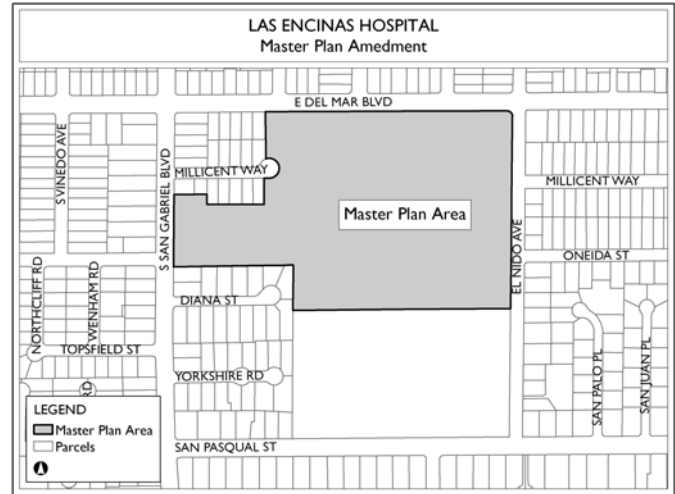 LAS ENCINAS HOSPITAL
Master Plan Amedment
E DEL MAR BLVD
S VINEDO AVE
S SAN GABRIEL BLVD
MILLICENT WAY
MILLICENT WAY
Master Plan Area
EL NIDO AVE
ONEIDA ST
NORTHCLIFF RD
WENHAM RD
DIANA ST
TOPSFIELD ST
YORKSHIRE RD
SAN PALO PL
SAN JUAN PL
RD
LEGEND
Master Plan Area
Parcels
SAN PASQUAL ST